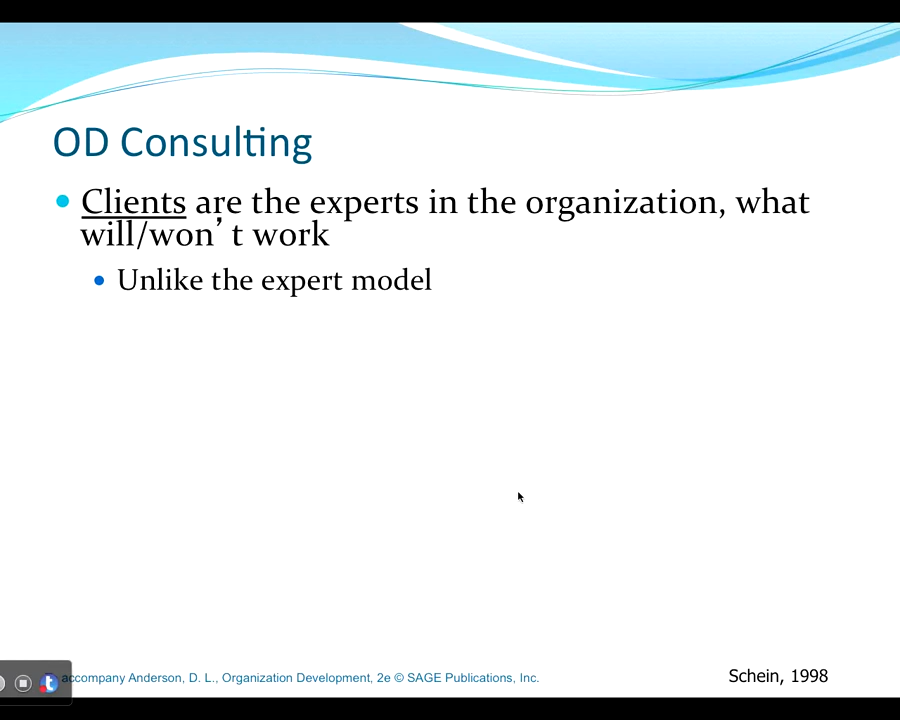 OD Consulting
Clients are the experts in the organization, what
will/won’ t work
Unlike the expert model
accompany Anderson, D. L., Organization Development, 2e © SAGE Publications, Inc.
Schein, 1998